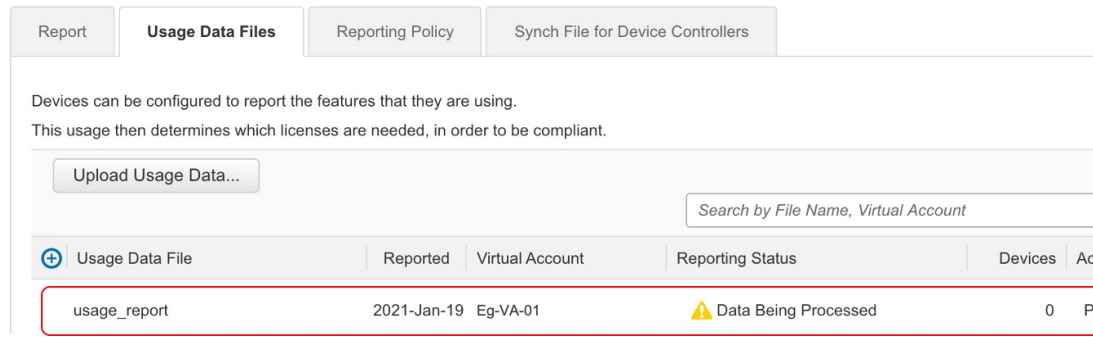 Report Usage Data Files Reporting Policy Synch File for Device Controllers
Devices can be configured to report the features that they are using.
This usage then determines which licenses are needed, in order to be compliant.
Upload Usage Data...
Search by File Name, Virtual Account
Usage Data File Reported Virtual Account Reporting Status Devices Ac
usage_report 2021-Jan-19 Eg-VA-01 Data Being Processed 0 P